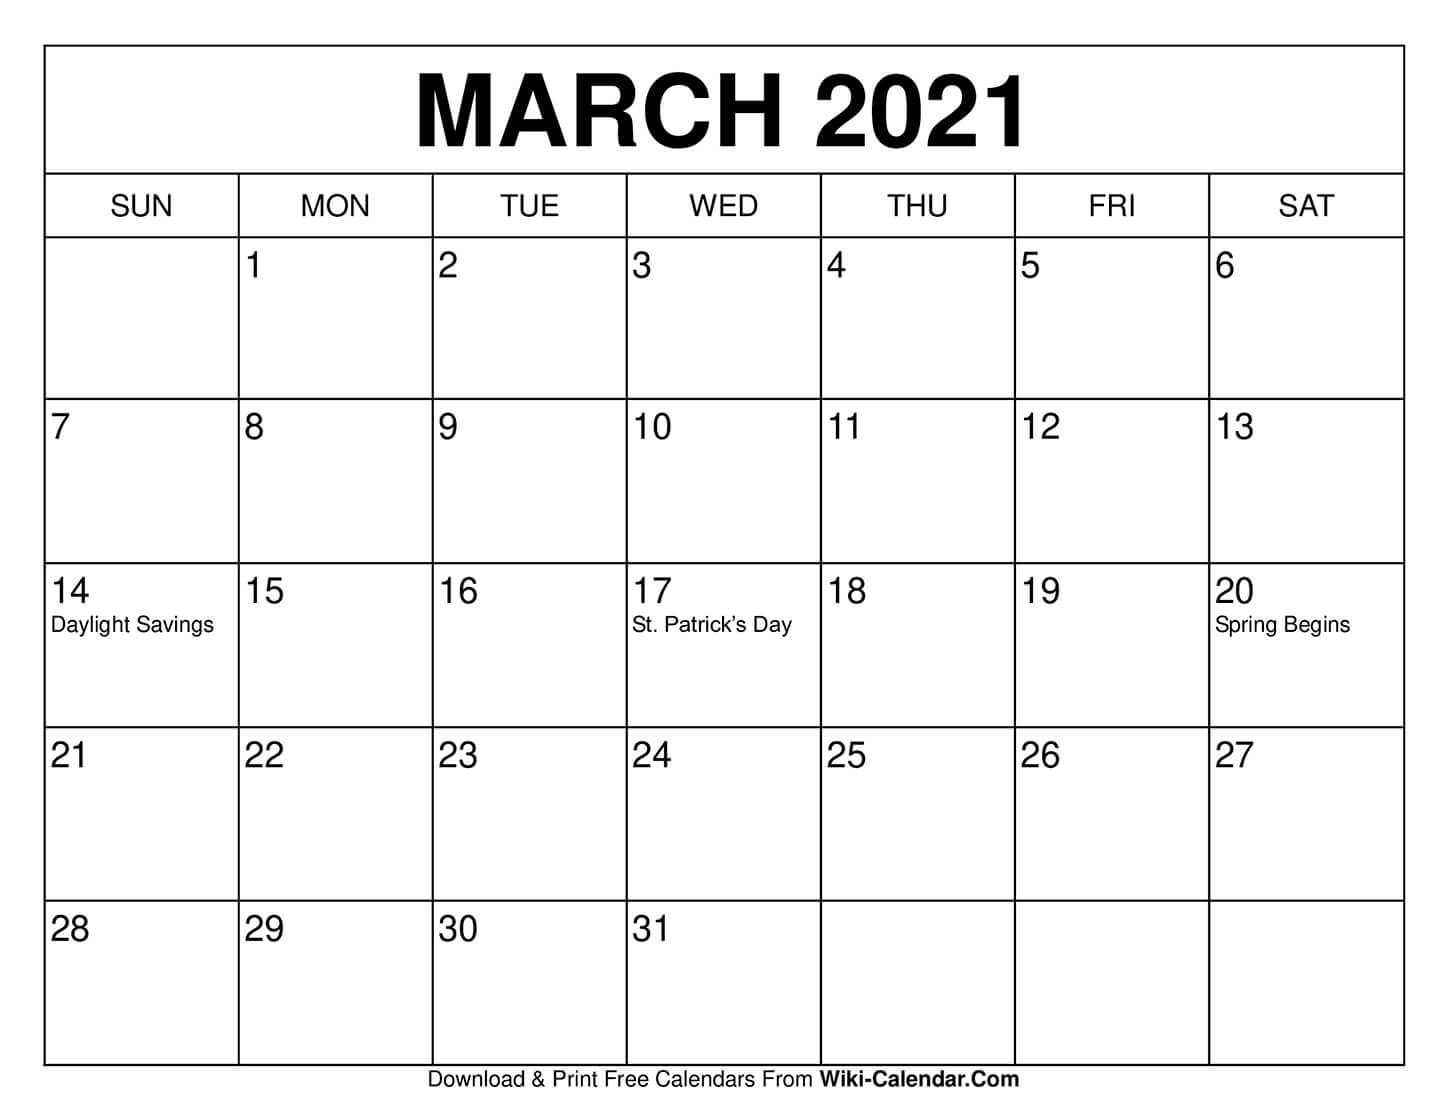 MARCH 2021
SUN MON TUE WED THU FRI SAT
1 2 3 4 5 6
7 8 9 10 11 12 13
14 15 16 17 18 19 20
Daylight Savings St. Patrick’s Day Spring Begins
21 22 23 24 25 26 27
28 29 30 31
Download & Print Free Calendars From Wiki-Calendar.Com